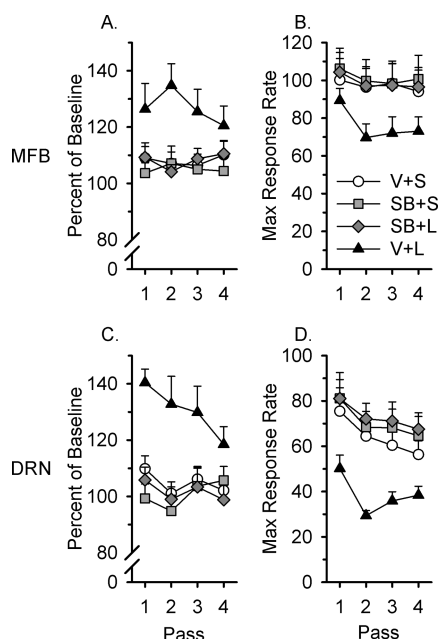 A.
B.
MFB
Percent of Baseline
140
120
100
80
0
1 2 3 4
Max Response Rate
120
100
80
60
40
20
0
1 2 3 4
V+S
SB+S
SB+L
V+L
C.
D.
DRN
Percent of Baseline
140
120
100
80
0
1 2 3 4
Pass
Max Response Rate
100
80
60
40
20
0
1 2 3 4
Pass